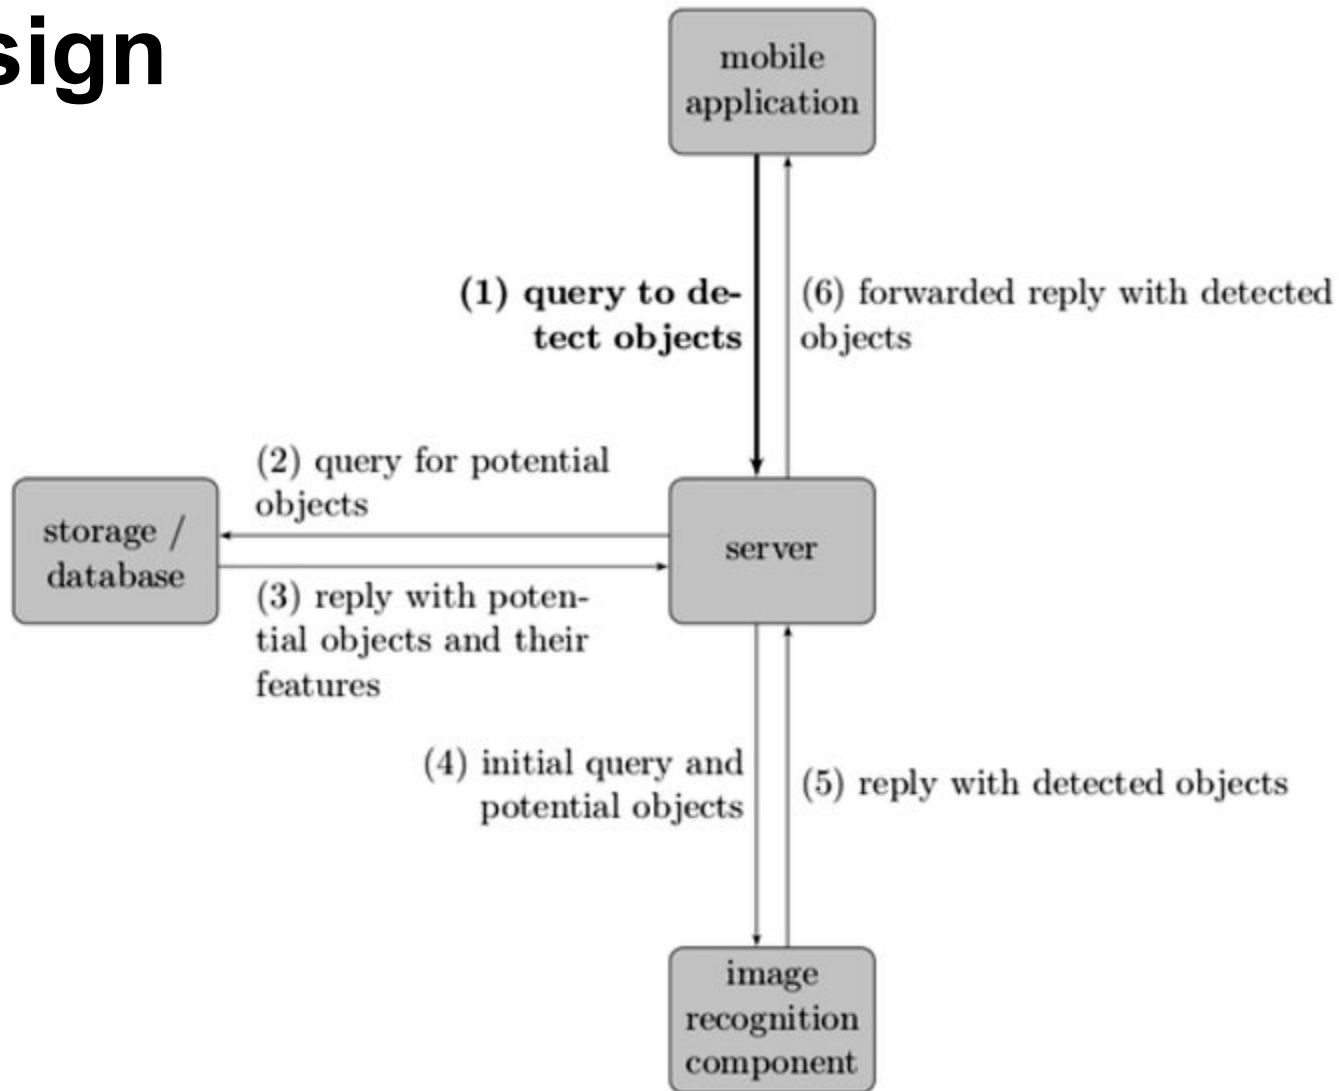 sign
mobile
application
(1) query to de-
tect objects
(6) forwarded reply with detected
objects
(2) query for potential
objects
storage /
database
server
(3) reply with poten-
tial objects and their
features
(4) initial query and
potential objects
(5) reply with detected objects
image
recognition
component